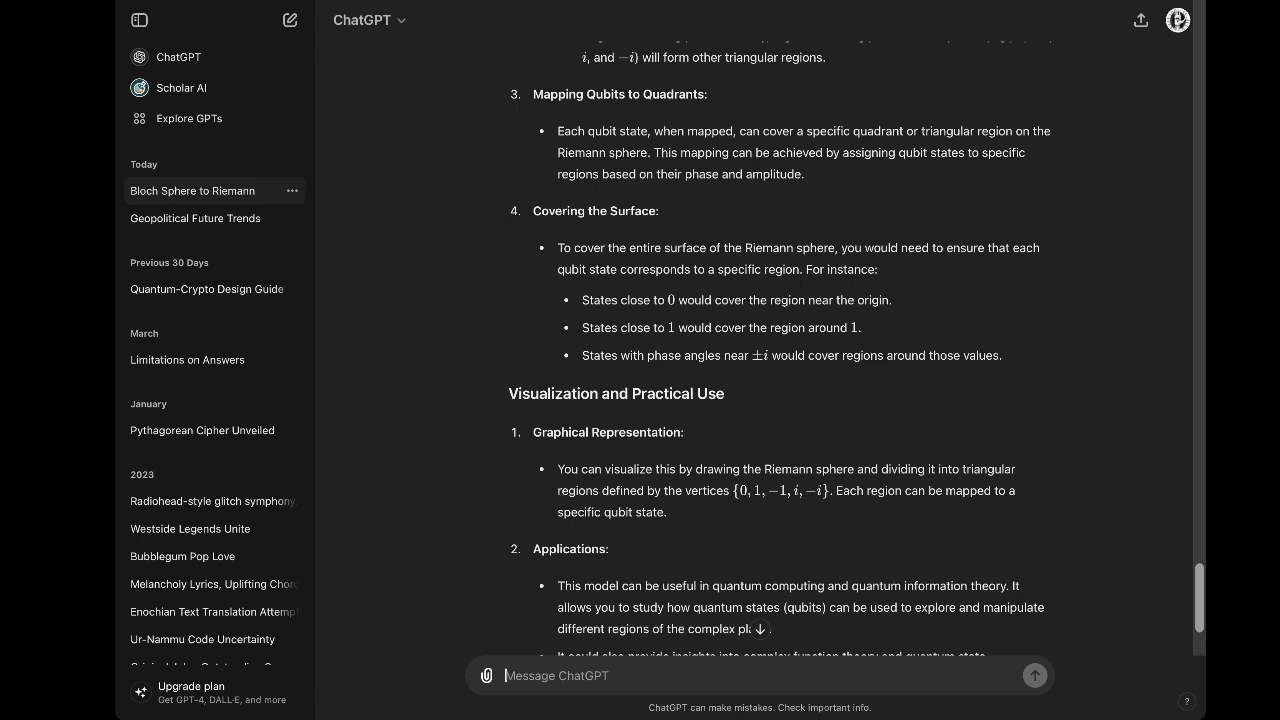 ChatGPT
ChatGPT
Scholar AI
Explore GPTs
Today
Bloch Sphere to Riemann
Geopolitical Future Trends
Previous 30 Days
Quantum-Crypto Design Guide
March
Limitations on Answers
January
Pythagorean Cipher Unveiled
2023
Radiohead-style glitch symphony
Westside Legends Unite
Bubblegum Pop Love
Melancholy Lyrics, Uplifting
Enochian Text Translation
Ur-Nammu Code Uncertainty
Upgrade plan
Get GPT-4, DALL·E, and more
i, and −i) will form other triangular regions.
3. Mapping Qubits to Quadrants:
• Each qubit state, when mapped, can cover a specific quadrant or triangular region on the
Riemann sphere. This mapping can be achieved by assigning qubit states to specific
regions based on their phase and amplitude.
4. Covering the Surface:
• To cover the entire surface of the Riemann sphere, you would need to ensure that each
qubit state corresponds to a specific region. For instance:
• States close to 0 would cover the region near the origin.
• States close to 1 would cover the region around 1.
• States with phase angles near ±i would cover regions around those values.
Visualization and Practical Use
1. Graphical Representation:
• You can visualize this by drawing the Riemann sphere and dividing it into triangular
regions defined by the vertices {0, 1, −1, i, −i}. Each region can be mapped to a
specific qubit state.
2. Applications:
• This model can be useful in quantum computing and quantum information theory. It
allows you to study how quantum states (qubits) can be used to explore and manipulate
different regions of the complex
• It could also provide insights into complex function theory and quantum state
Message ChatGPT
ChatGPT can make mistakes. Check important info.
?